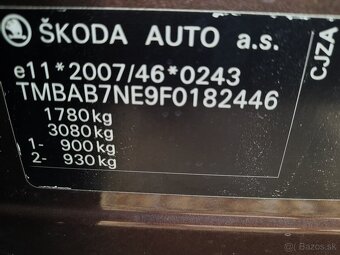 ŠKODA AUTO a.s.
e11*2007/46*0243
TMBAB7NE9F0182446
1780kg
3080kg
1- 900kg
2- 930kg
CJZA
bazos.sk